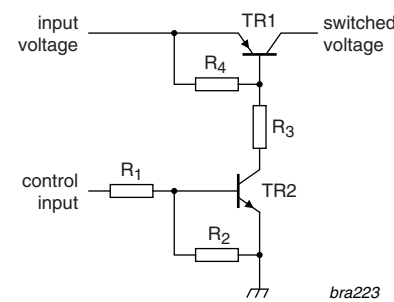 input
voltage
TR1
switched
voltage
R4
R3
R1
control
input
TR2
R2
bra223